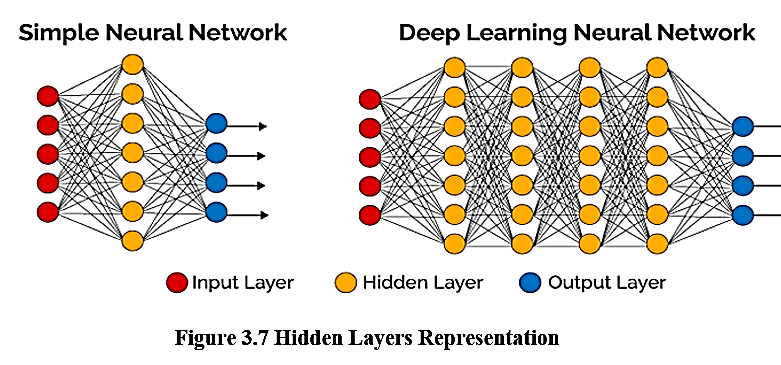 Simple Neural Network
Deep Learning Neural Network
Input Layer
Hidden Layer
Output Layer
Figure 3.7 Hidden Layers Representation